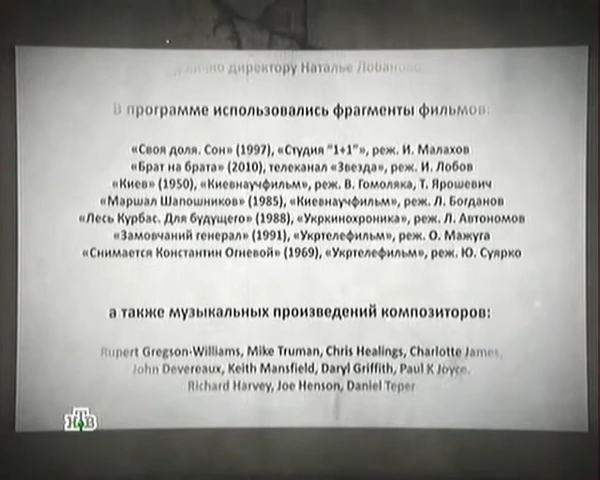 директору Наталье
В программе использовались фрагменты фильмов:
«Своя доля. Сон» (1997), «Студия "1+1"», реж. И. Малахов
«Брат на брата» (2010), телеканал «Звезда», реж. И. Лобов
«Киев» (1950), «Киевнаучфильм», реж. В. Гомоляка, Т. Ярошевич
«Маршал Шапошников» (1985), «Киевнаучфильм», реж. Л. Богданов
«Лесь Курбас. Для будущего» (1988), «Укркинохроника», реж. Л. Автономов
«Замовчаний генерал» (1991), «Укртелефильм», реж. О. Мажуга
«Снимается Константин Огневой» (1969), «Укртелефильм», реж. Ю. Суярко
а также музыкальных произведений композиторов:
Rupert Gregson-Williams, Mike Truman, Chris Healings, Charlotte James,
John Devereaux, Keith Mansfield, Daryl Griffith, Paul K Joyce,
Richard Harvey, Joe Henson, Daniel Teper
НТВ